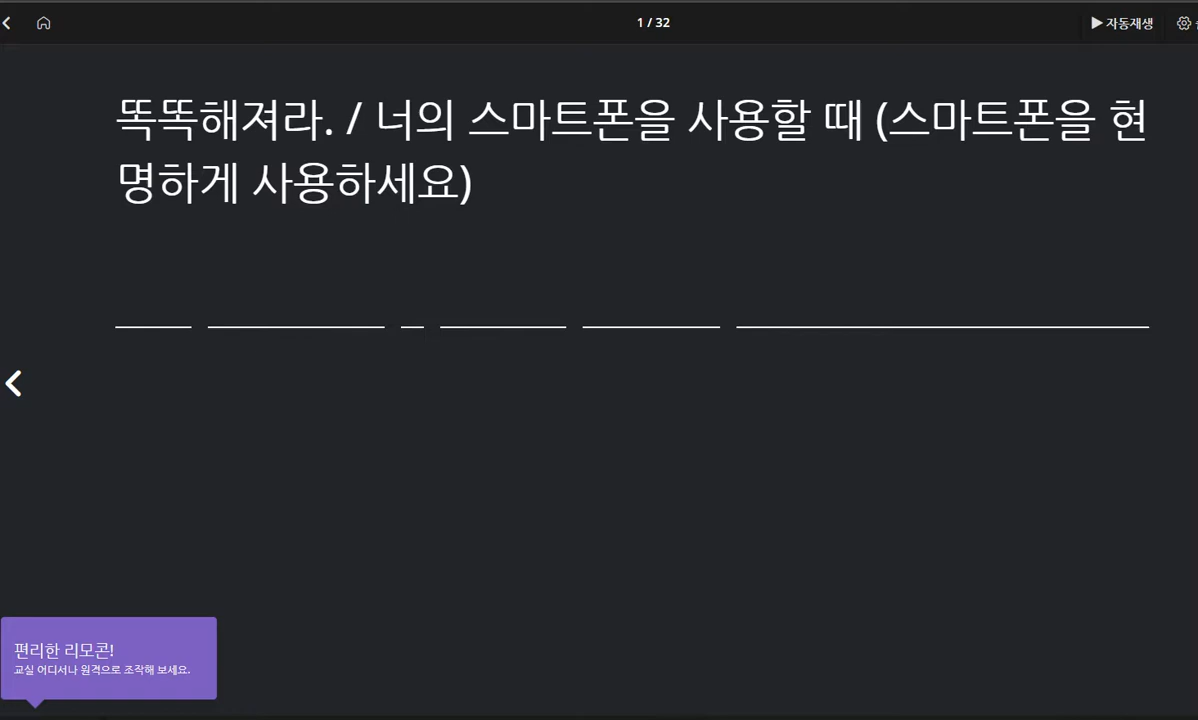 1 / 32
▶ 자동재생
똑똑해져라. / 너의 스마트폰을 사용할 때 (스마트폰을 현
명하게 사용하세요)
편리한 리모콘!
교실 어디서나 원격으로 조작해 보세요.